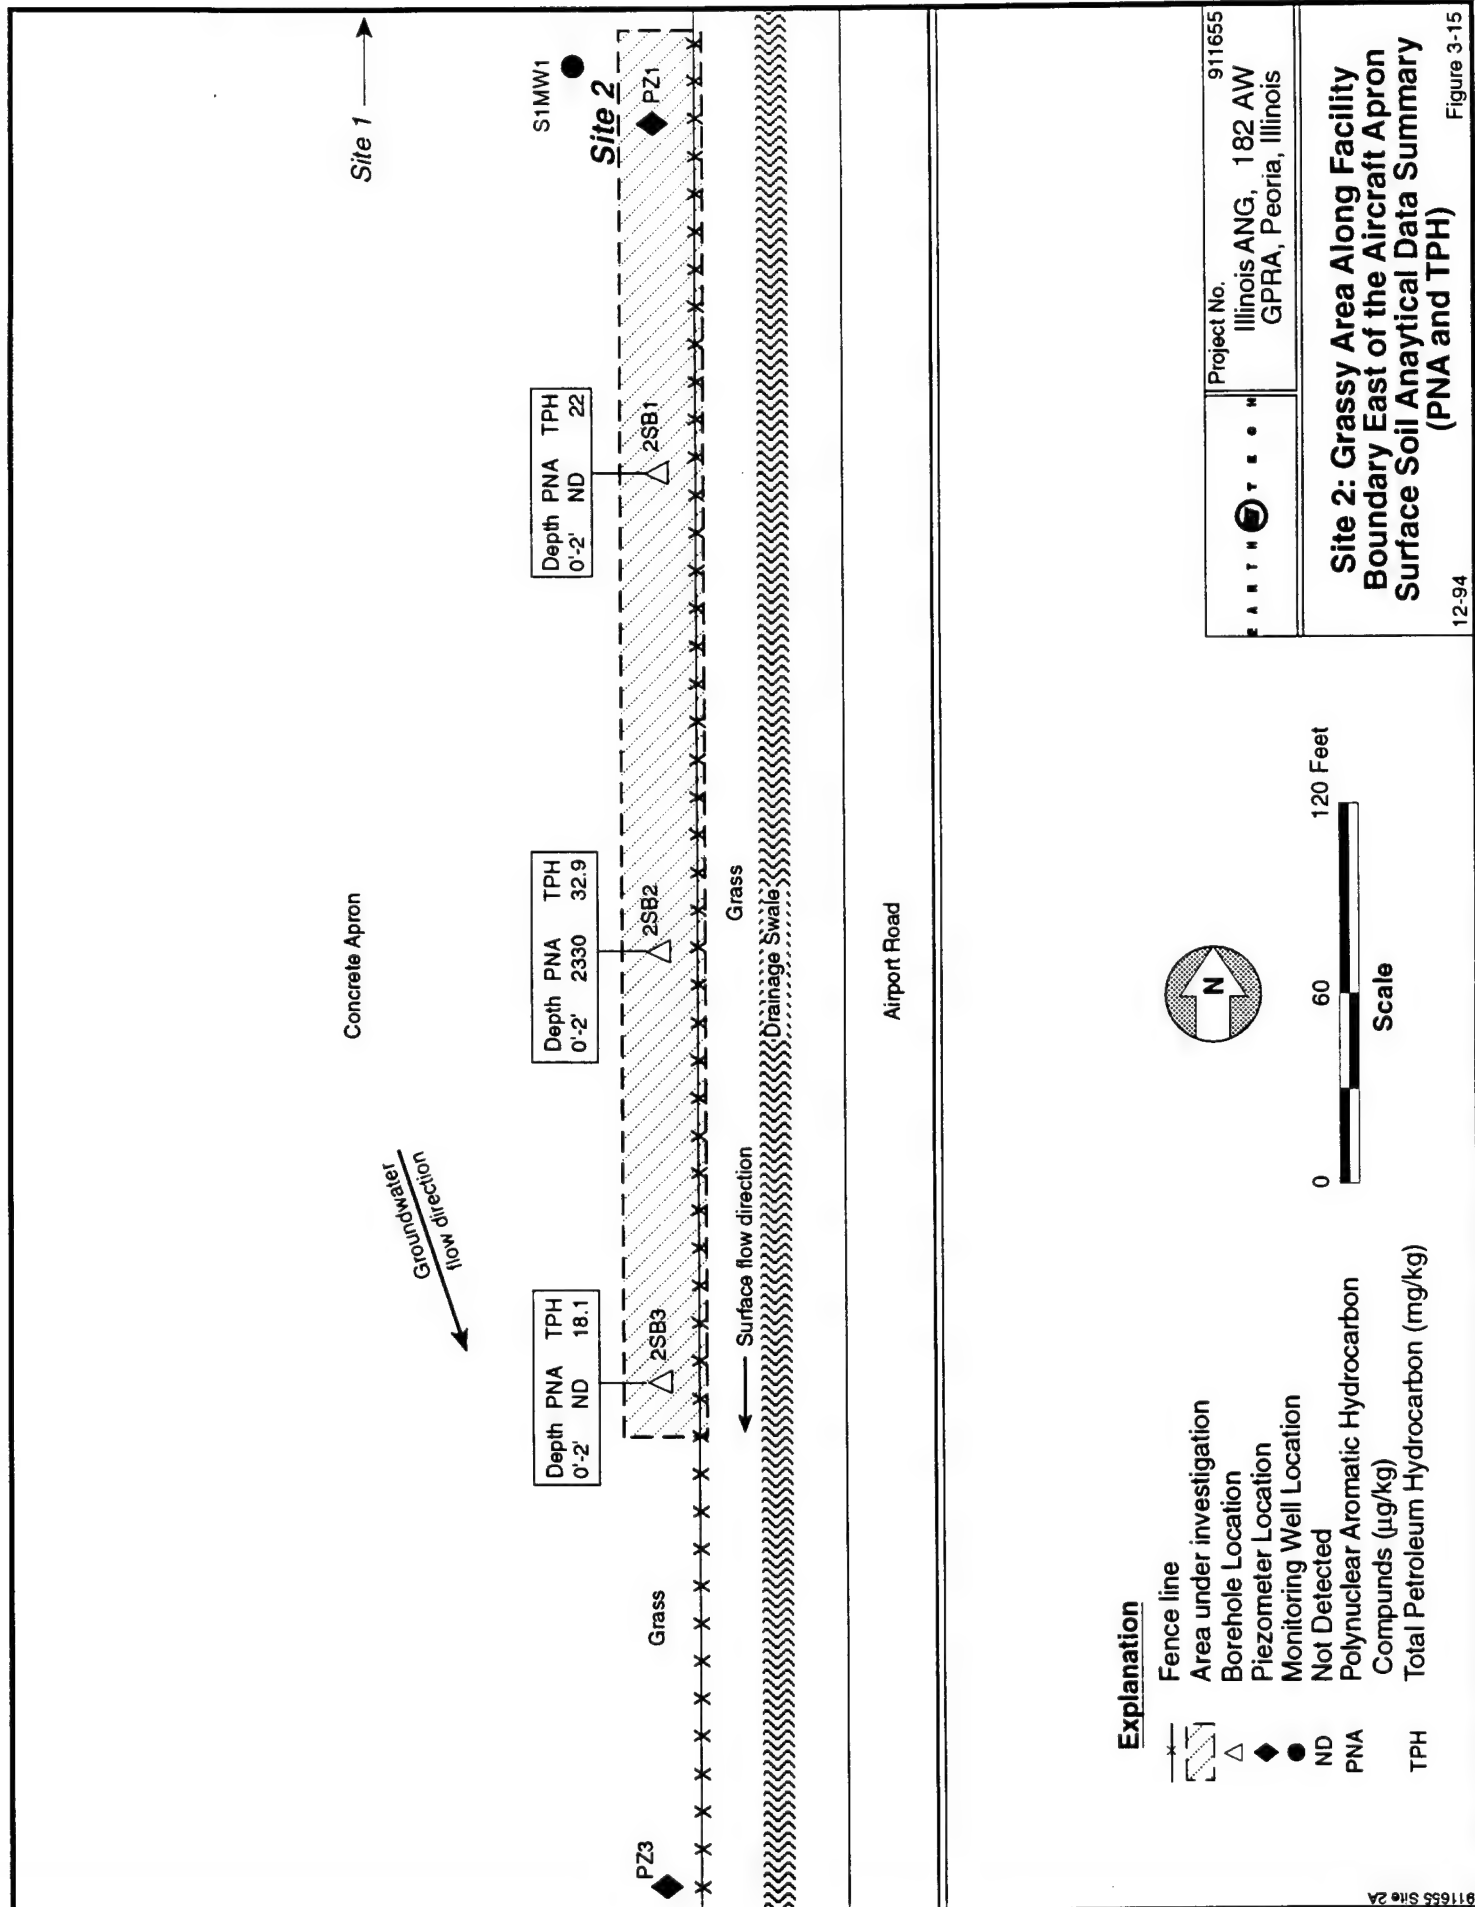 Site 1
S1MW1
Site 2
PZ1
Depth PNA TPH
0'-2' ND 22
2SB1
Concrete Apron
Depth PNA TPH
0'-2' 2330 32.9
2SB2
Groundwater
flow direction
Depth PNA TPH
0'-2' ND 18.1
2SB3
Grass
PZ3
Grass
Surface flow direction
Drainage Swale
Airport Road
N
0 60 120 Feet
Scale
Explanation
Fence line
Area under investigation
Borehole Location
Piezometer Location
Monitoring Well Location
ND Not Detected
PNA Polynuclear Aromatic Hydrocarbon
Compunds (µg/kg)
TPH Total Petroleum Hydrocarbon (mg/kg)
EARTH TECH
Project No. 911655
Illinois ANG, 182 AW
GPRA, Peoria, Illinois
Site 2: Grassy Area Along Facility
Boundary East of the Aircraft Apron
Surface Soil Anaytical Data Summary
(PNA and TPH)
12-94 Figure 3-15
911655 Site 2A